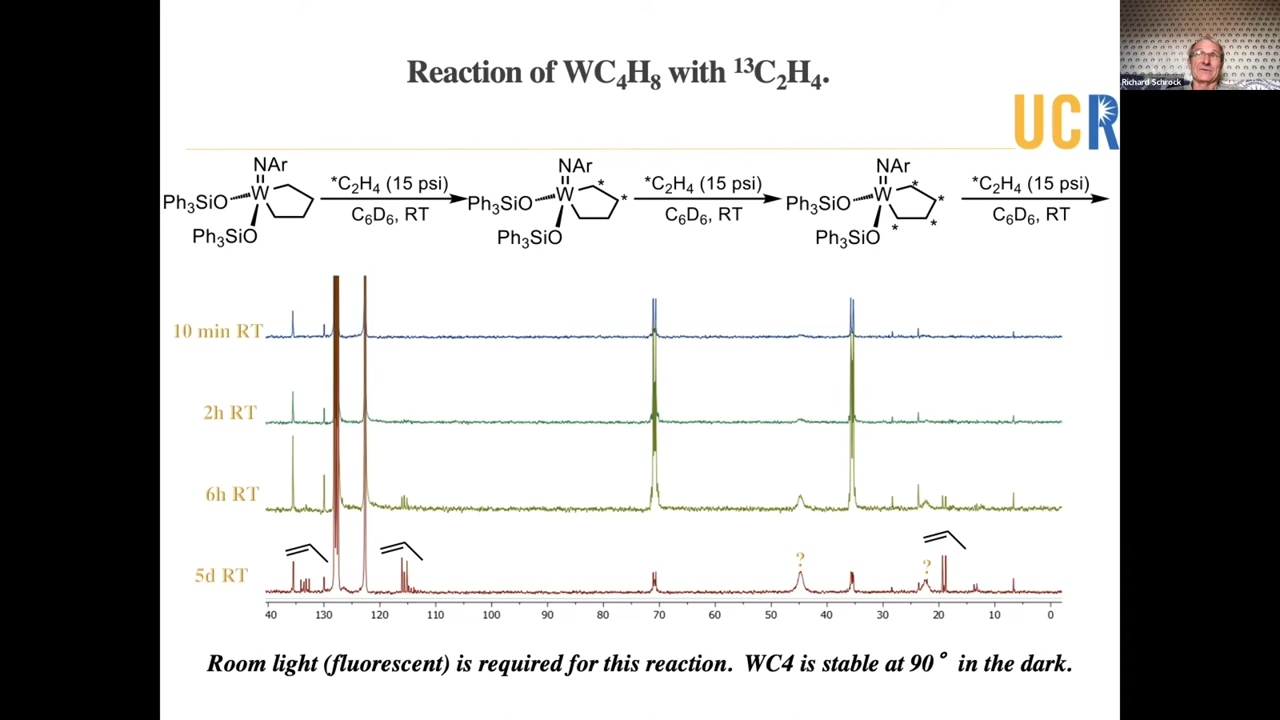 Reaction of WC₄H₈ with ¹³C₂H₄.
Richard Schrock
UCR
NAr
W
Ph₃SiO
Ph₃SiO
*C₂H₄ (15 psi)
C₆D₆, RT
NAr
W
*
*
Ph₃SiO
Ph₃SiO
*C₂H₄ (15 psi)
C₆D₆, RT
NAr
W
*
*
*
*
Ph₃SiO
Ph₃SiO
*C₂H₄ (15 psi)
C₆D₆, RT
10 min RT
2h RT
6h RT
5d RT
?
?
40 130 120 110 100 90 80 70 60 50 40 30 20 10 0
Room light (fluorescent) is required for this reaction. WC4 is stable at 90° in the dark.